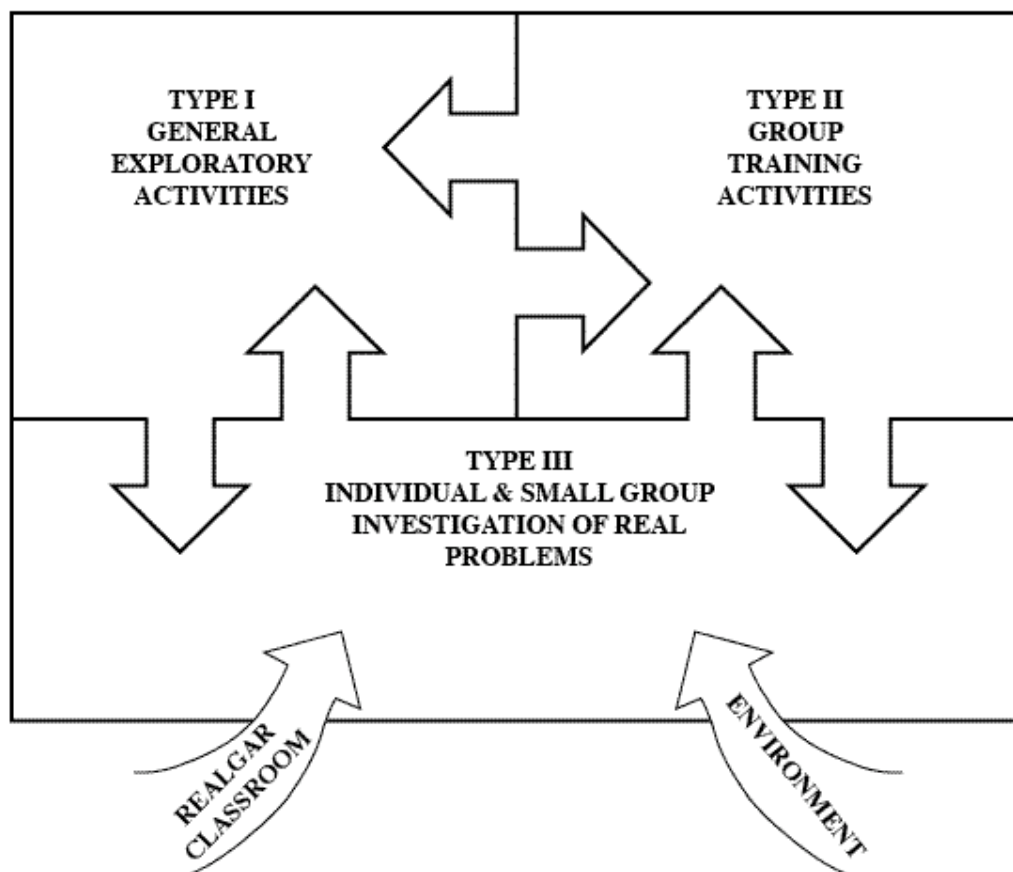 TYPE I
GENERAL
EXPLORATORY
ACTIVITIES
TYPE II
GROUP
TRAINING
ACTIVITIES
TYPE III
INDIVIDUAL & SMALL GROUP
INVESTIGATION OF REAL
PROBLEMS
REALGAR
CLASSROOM
ENVIRONMENT